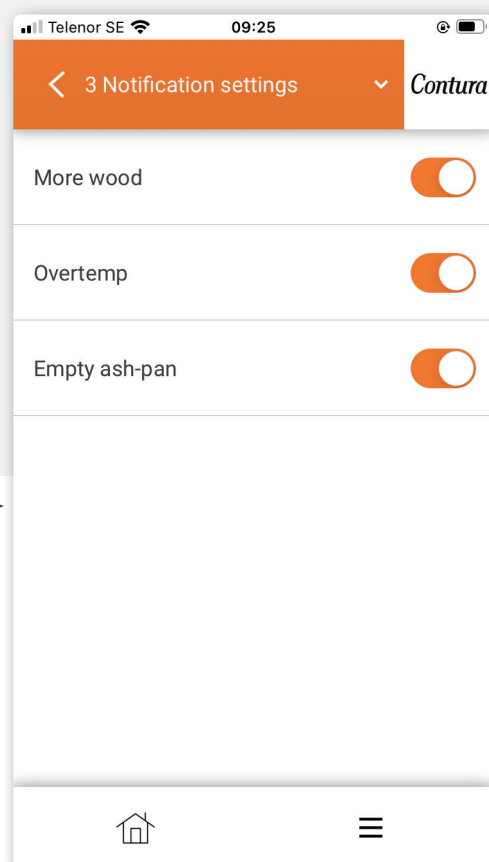 Telenor SE 09:25
3 Notification settings Contura
More wood
Overtemp
Empty ash-pan